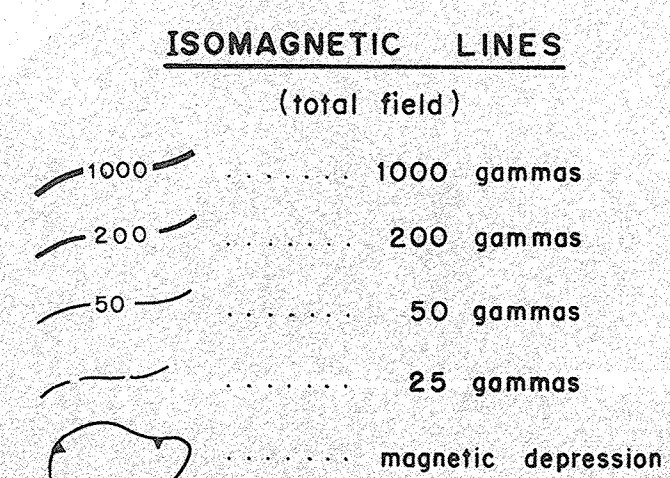 ISOMAGNETIC LINES
(total field)
1000 ....... 1000 gammas
200 ....... 200 gammas
50 ....... 50 gammas
....... 25 gammas
....... magnetic depression